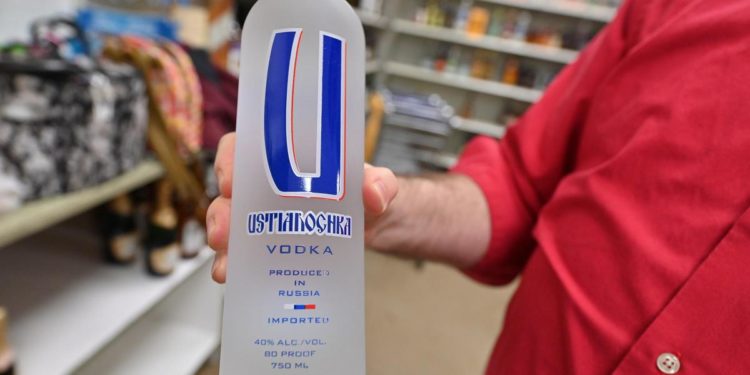 U
USTIANOCHKA
VODKA
PRODUCED
IN
RUSSIA
IMPORTED
40% ALC./VOL.
80 PROOF
750 ML